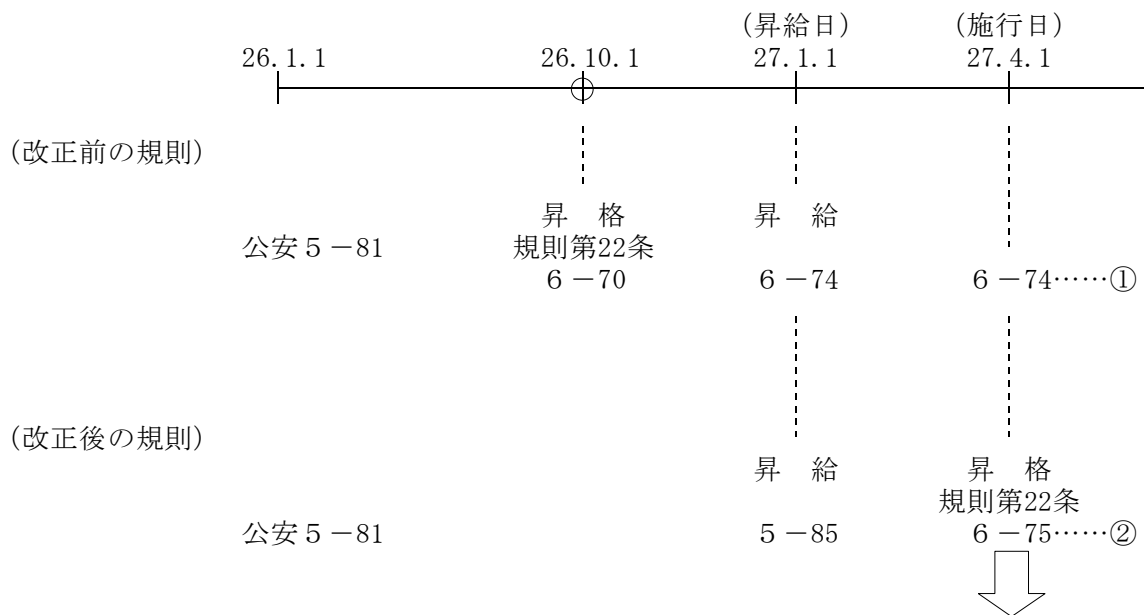 (昇給日) (施行日)
26.1.1 26.10.1 27.1.1 27.4.1
(改正前の規則)
昇 格 昇 給
公安5-81 規則第22条
6-70 6-74 6-74……①
(改正後の規則)
昇 給 昇 格
規則第22条
公安5-81 5-85 6-75……②